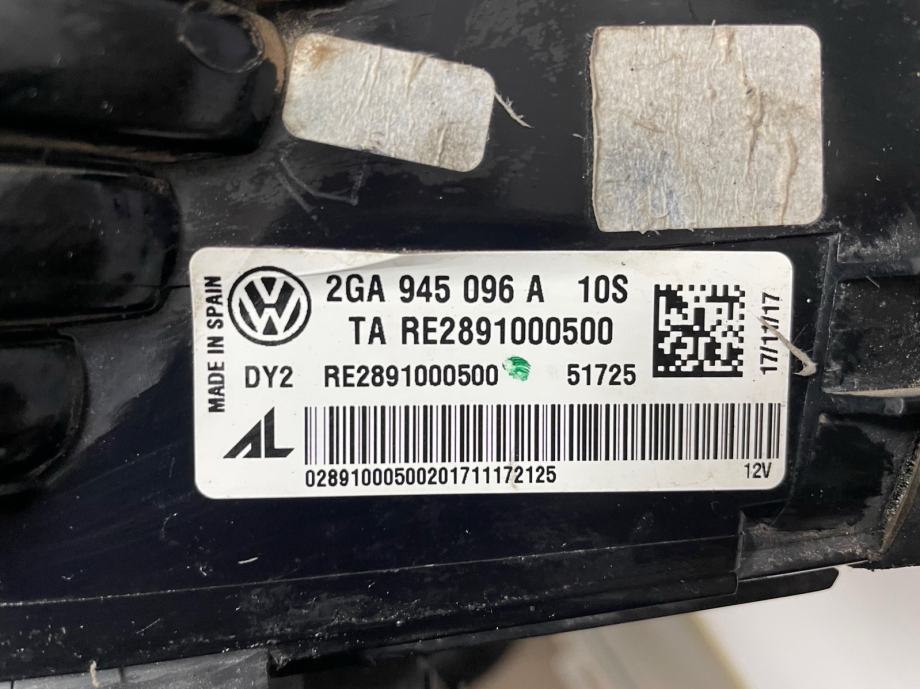 MADE IN SPAIN
2GA 945 096 A 10S
TA RE2891000500
DY2 RE2891000500 51725
17/11/17
AL
02891000500201711172125
12V